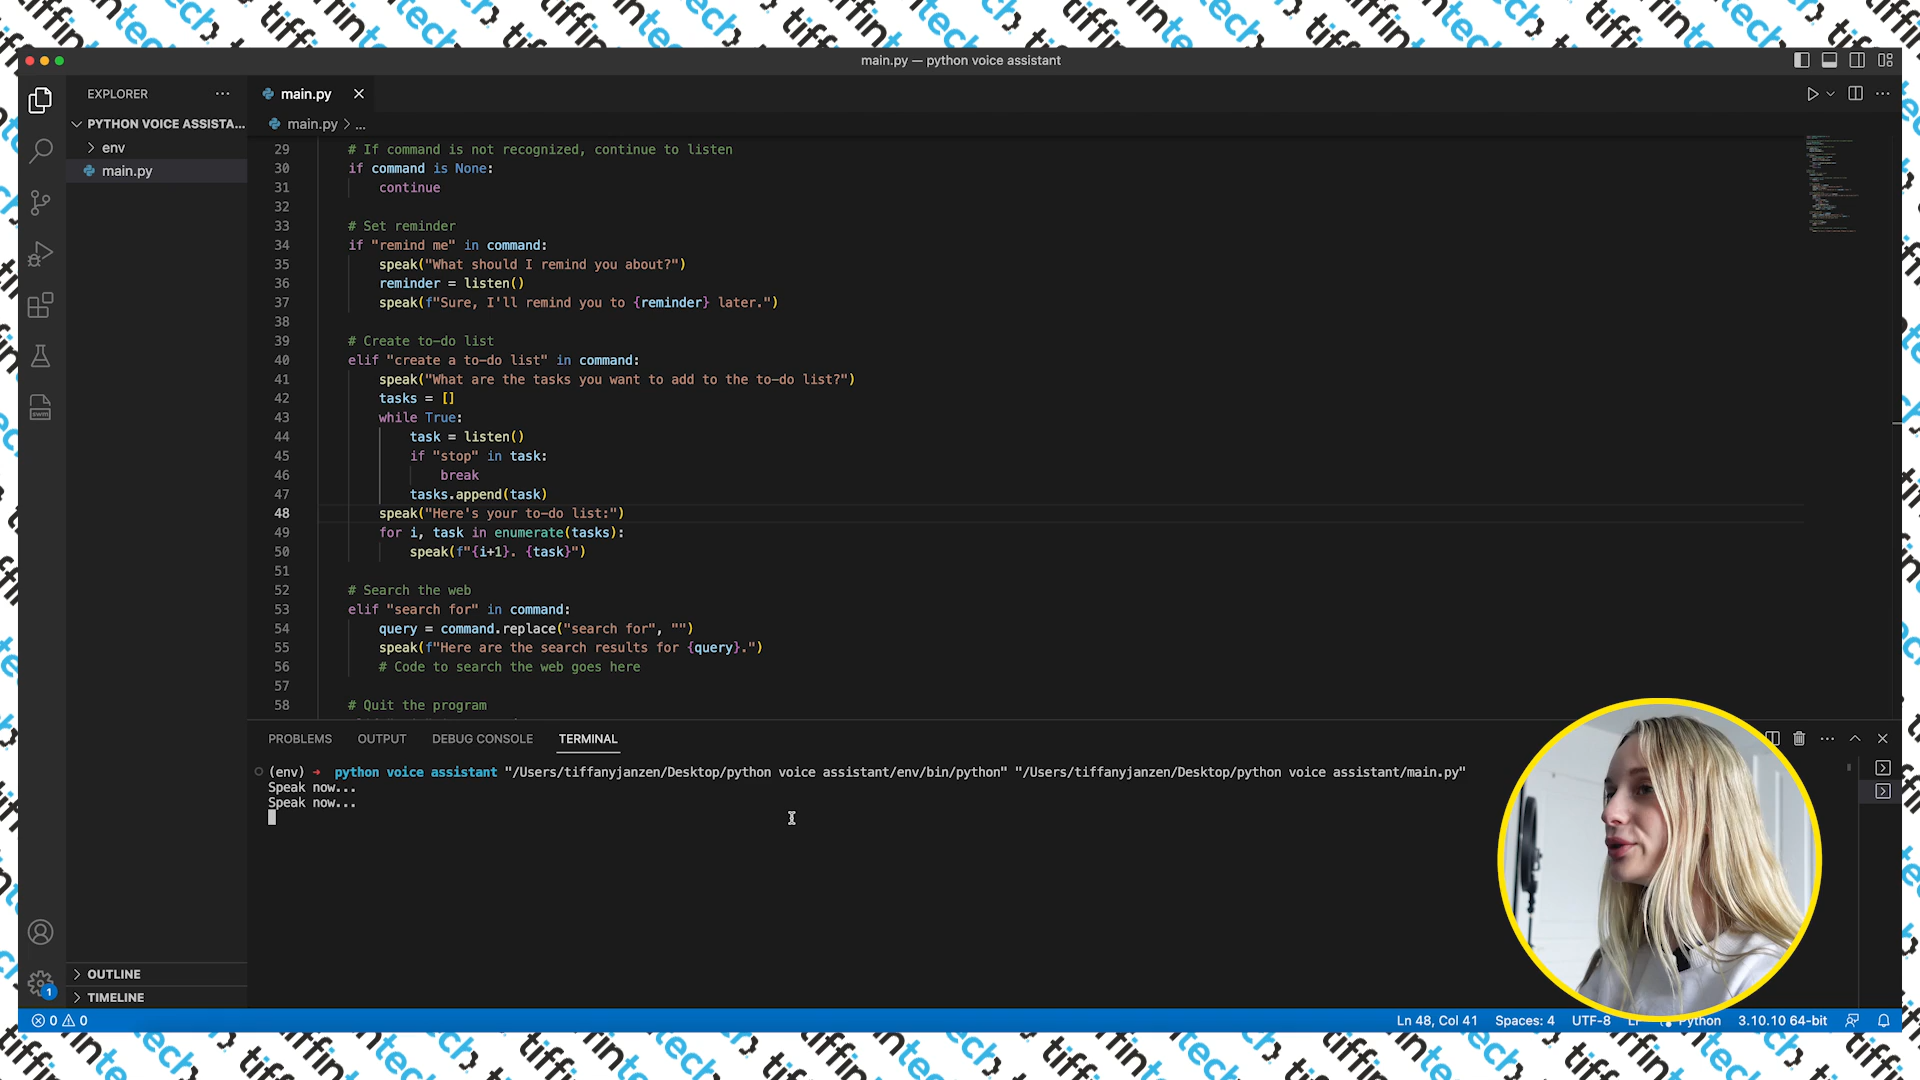 tiffintech
main.py — python voice assistant
EXPLORER
main.py
PYTHON VOICE ASSISTA...
main.py > ...
env
main.py
29 # If command is not recognized, continue to listen
30 if command is None:
31 continue
32
33 # Set reminder
34 if "remind me" in command:
35 speak("What should I remind you about?")
36 reminder = listen()
37 speak(f"Sure, I'll remind you to {reminder} later.")
38
39 # Create to-do list
40 elif "create a to-do list" in command:
41 speak("What are the tasks you want to add to the to-do list?")
42 tasks = []
43 while True:
44 task = listen()
45 if "stop" in task:
46 break
47 tasks.append(task)
48 speak("Here's your to-do list:")
49 for i, task in enumerate(tasks):
50 speak(f"{i+1}. {task}")
51
52 # Search the web
53 elif "search for" in command:
54 query = command.replace("search for", "")
55 speak(f"Here are the search results for {query}.")
56 # Code to search the web goes here
57
58 # Quit the program
PROBLEMS OUTPUT DEBUG CONSOLE TERMINAL
(env) → python voice assistant "/Users/tiffanyjanzen/Desktop/python voice assistant/env/bin/python" "/Users/tiffanyjanzen/Desktop/python voice assistant/main.py"
Speak now...
Speak now...
OUTLINE
TIMELINE
1
0 0
Ln 48, Col 41 Spaces: 4 UTF-8 Python 3.10.10 64-bit